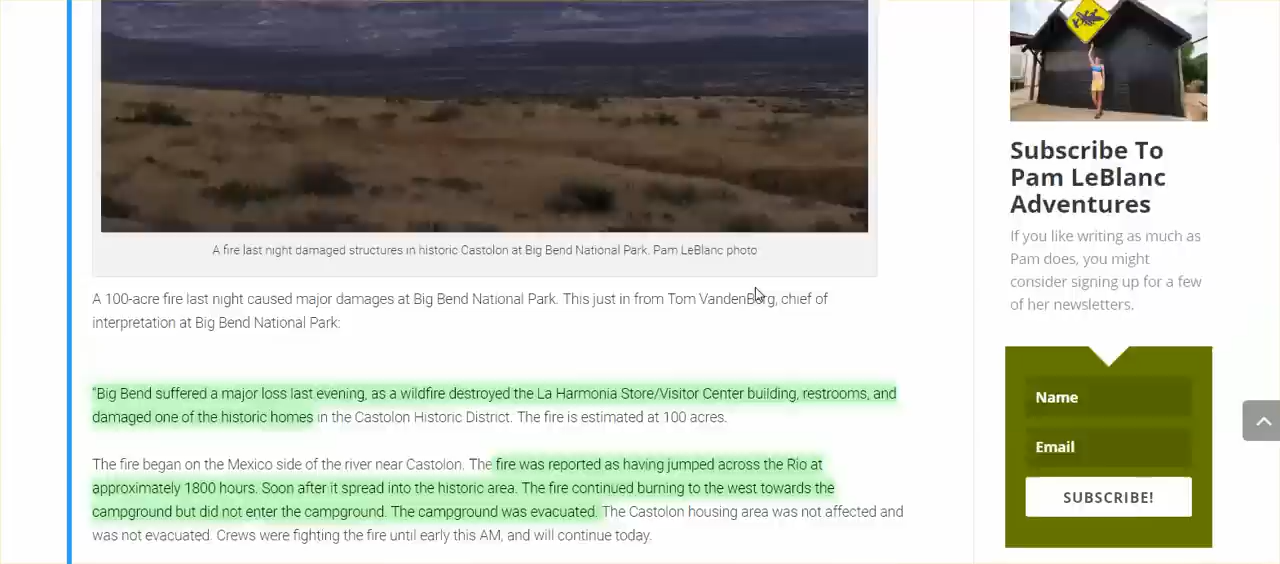 A fire last night damaged structures in historic Castolon at Big Bend National Park. Pam LeBlanc photo
A 100-acre fire last night caused major damages at Big Bend National Park. This just in from Tom VandenBerg, chief of
interpretation at Big Bend National Park:
"Big Bend suffered a major loss last evening, as a wildfire destroyed the La Harmonia Store/Visitor Center building, restrooms, and
damaged one of the historic homes in the Castolon Historic District. The fire is estimated at 100 acres.
The fire began on the Mexico side of the river near Castolon. The fire was reported as having jumped across the Rio at
approximately 1800 hours. Soon after it spread into the historic area. The fire continued burning to the west towards the
campground but did not enter the campground. The campground was evacuated. The Castolon housing area was not affected and
was not evacuated. Crews were fighting the fire until early this AM, and will continue today.
Subscribe To
Pam LeBlanc
Adventures
If you like writing as much as
Pam does, you might
consider signing up for a few
of her newsletters.
Name
Email
SUBSCRIBE!